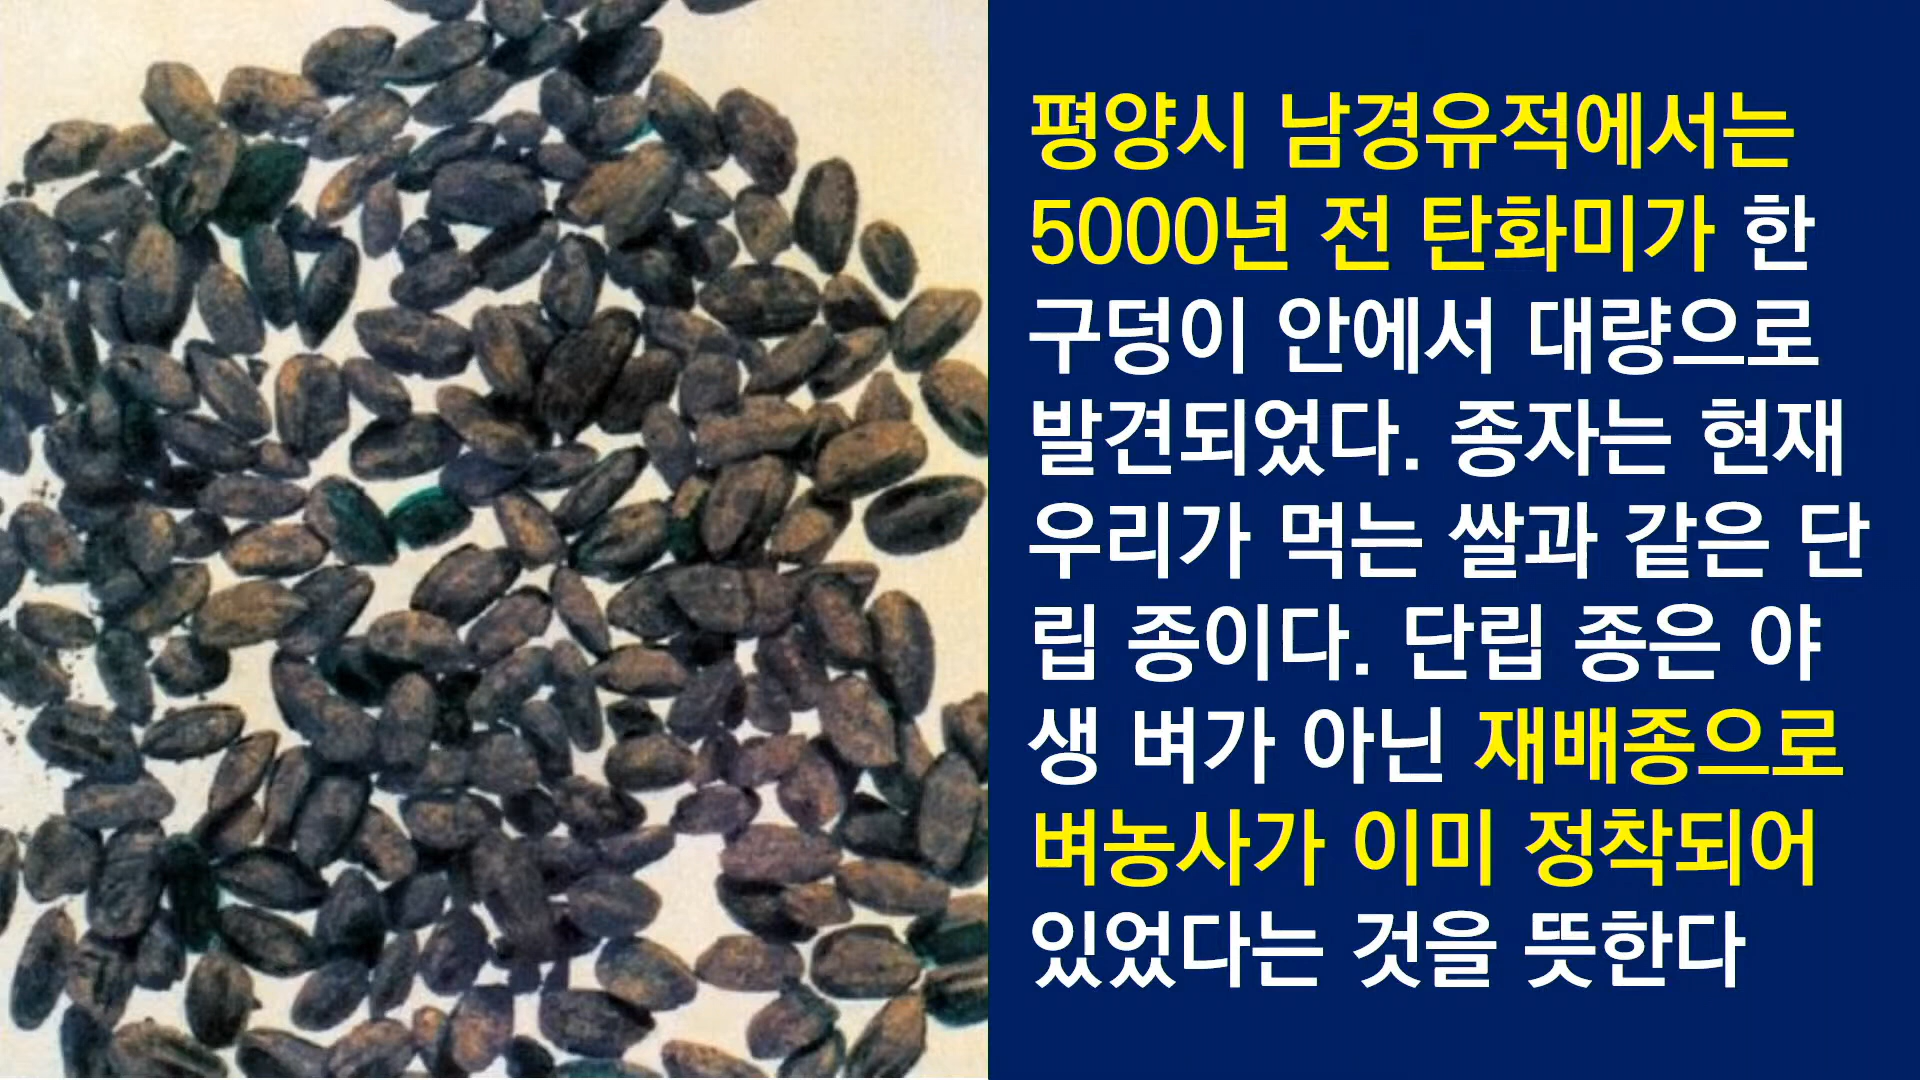 평양시 남경유적에서는
5000년 전 탄화미가 한
구덩이 안에서 대량으로
발견되었다. 종자는 현재
우리가 먹는 쌀과 같은 단
립 종이다. 단립 종은 야
생 벼가 아닌 재배종으로
벼농사가 이미 정착되어
있었다는 것을 뜻한다